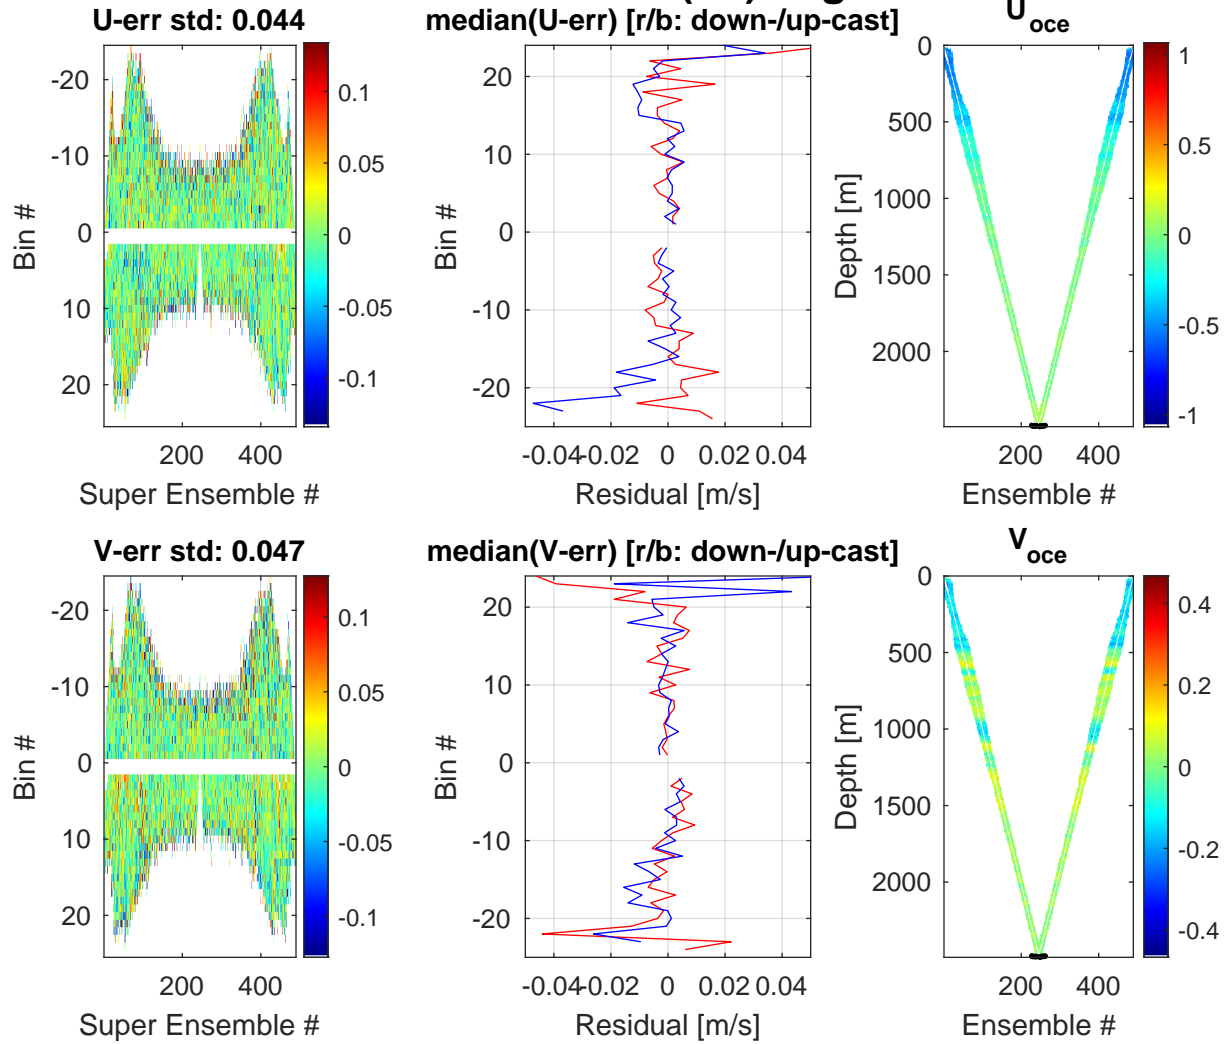 U-err std: 0.044
median(U-err) [r/b: down-/up-cast]
U oce
-20
-10
0
10
20
Bin #
200 400
Super Ensemble #
0.1
0.05
0
-0.05
-0.1
20
10
0
-10
-20
Bin #
-0.04 -0.02 0 0.02 0.04
Residual [m/s]
0
500
1000
1500
2000
Depth [m]
200 400
Ensemble #
1
0.5
0
-0.5
-1
V-err std: 0.047
median(V-err) [r/b: down-/up-cast]
V oce
-20
-10
0
10
20
Bin #
200 400
Super Ensemble #
0.1
0.05
0
-0.05
-0.1
20
10
0
-10
-20
Bin #
-0.04 -0.02 0 0.02 0.04
Residual [m/s]
0
500
1000
1500
2000
Depth [m]
200 400
Ensemble #
0.4
0.2
0
-0.2
-0.4